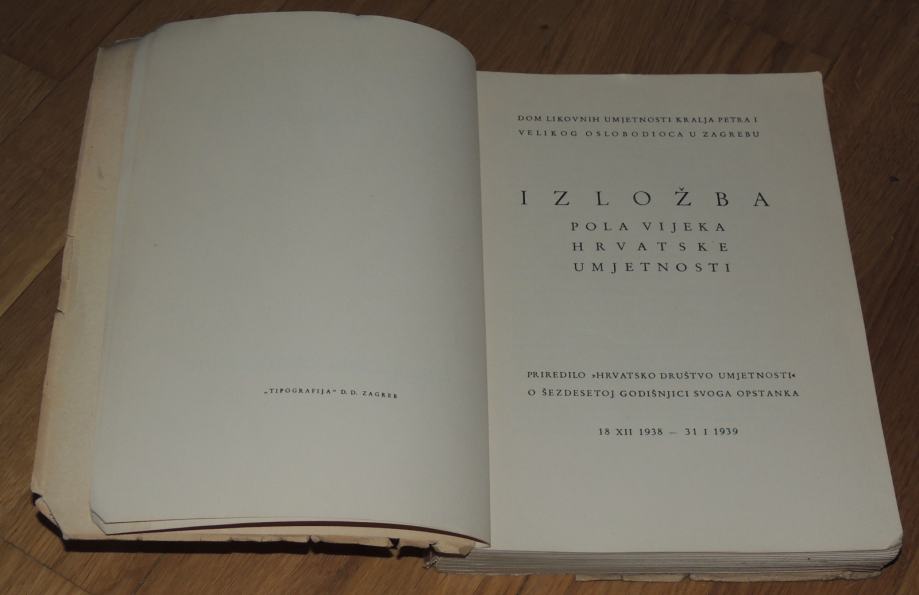 „TIPOGRAFIJA“ D. D. ZAGREB
DOM LIKOVNIH UMJETNOSTI KRALJA PETRA I
VELIKOG OSLOBODIOCA U ZAGREBU
IZLOŽBA
POLA VIJEKA
HRVATSKE
UMJETNOSTI
PRIREDILO »HRVATSKO DRUŠTVO UMJETNOSTI«
O ŠEZDESETOJ GODIŠNJICI SVOGA OPSTANKA
18 XII 1938 — 31 I 1939